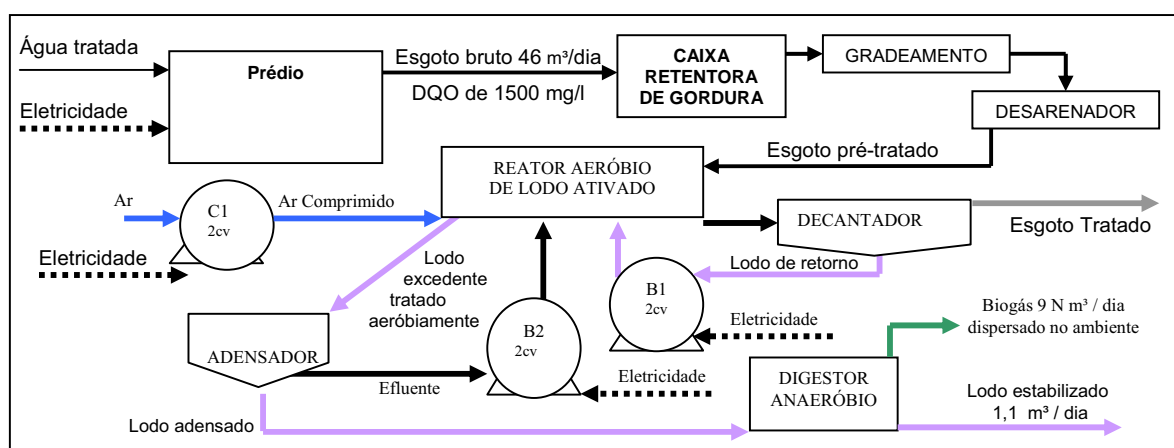 Água tratada
Eletricidade
Prédio
Esgoto bruto 46 m³/dia
DQO de 1500 mg/l
CAIXA
RETENTORA
DE GORDURA
GRADEAMENTO
DESARENADOR
Esgoto pré-tratado
REATOR AERÓBIO
DE LODO ATIVADO
Ar
C1
2cv
Ar Comprimido
Eletricidade
DECANTADOR
Esgoto Tratado
Lodo de retorno
Lodo
excedente
tratado
aeróbiamente
B1
2cv
Eletricidade
B2
2cv
Eletricidade
ADENSADOR
Efluente
Lodo adensado
DIGESTOR
ANAERÓBIO
Biogás 9 N m³ / dia
dispersado no ambiente
Lodo estabilizado
1,1 m³ / dia